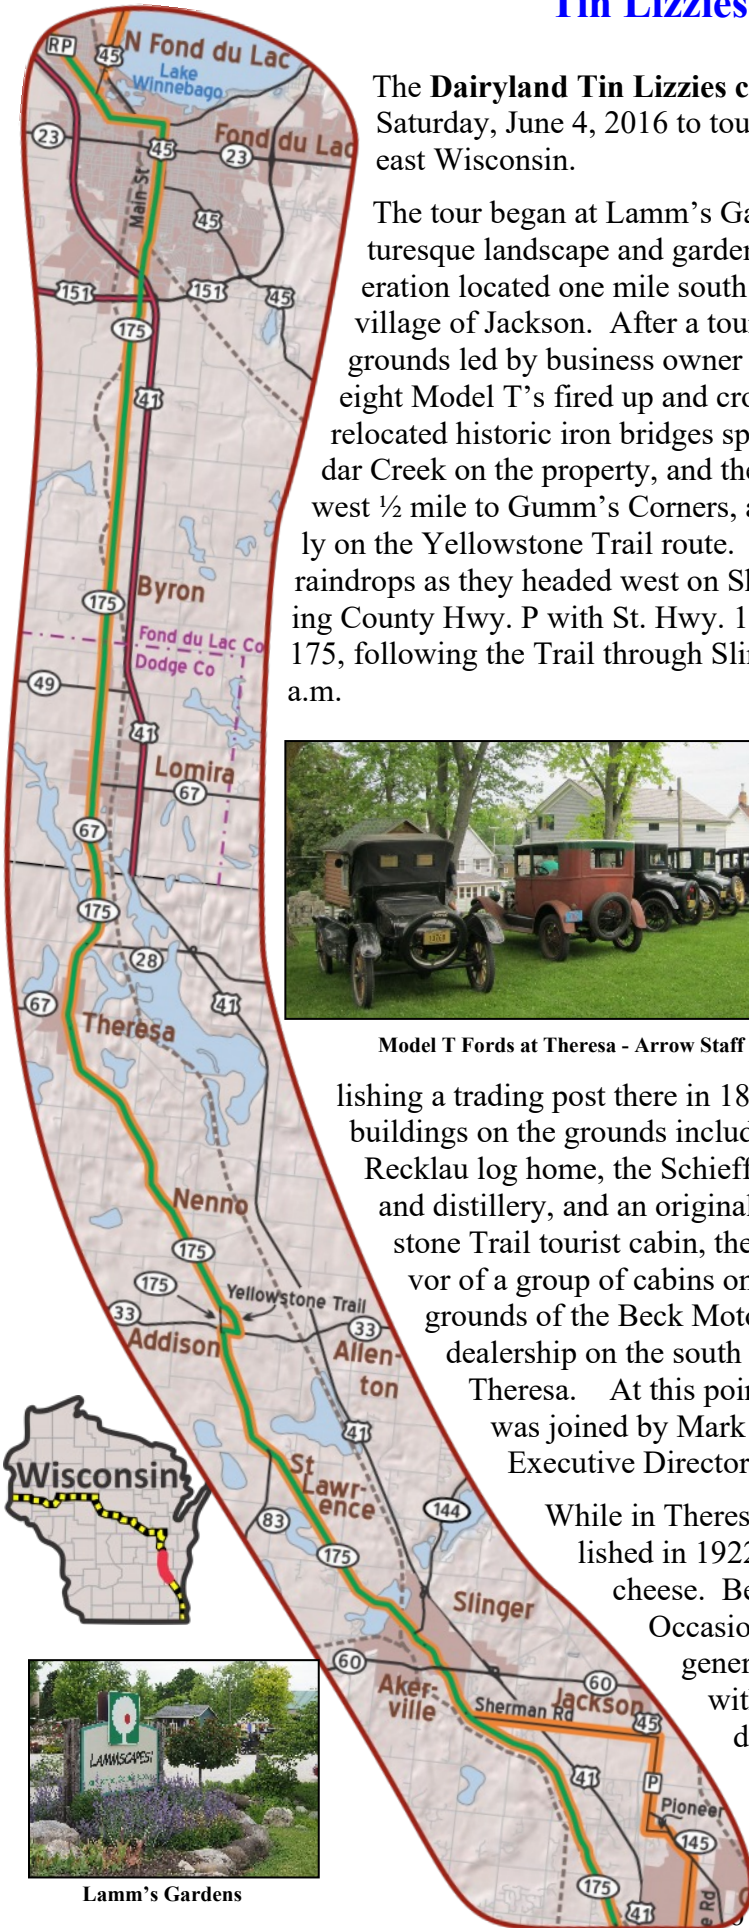 Tin Lizzies
The Dairyland Tin Lizzies c
Saturday, June 4, 2016 to tou
east Wisconsin.
The tour began at Lamm’s Ga
turesque landscape and garden
eration located one mile south
village of Jackson. After a tour
grounds led by business owner
eight Model T’s fired up and cro
relocated historic iron bridges sp
dar Creek on the property, and the
west ½ mile to Gumm’s Corners, a
ly on the Yellowstone Trail route.
raindrops as they headed west on Sh
ing County Hwy. P with St. Hwy. 1
175, following the Trail through Slin
a.m.
Model T Fords at Theresa - Arrow Staff
lishing a trading post there in 18
buildings on the grounds includ
Recklau log home, the Schieff
and distillery, and an original
stone Trail tourist cabin, the
vor of a group of cabins on
grounds of the Beck Moto
dealership on the south
Theresa. At this poin
was joined by Mark
Executive Director
While in Theres
lished in 1922
cheese. Be
Occasio
gener
wit
d
RP
45
N Fond du Lac
Lake
Winnebago
23
45
23
Fond du Lac
Main St
45
151
151
45
175
41
Byron
175
Fond du Lac Co
Dodge Co
49
41
Lomira
67
67
175
28
67
41
Theresa
Nenno
175
175
Yellowstone Trail
33
33
Addison
Allen-
ton
41
St
Lawr-
ence
83
144
175
Slinger
60
60
Aker-
ville
Sherman Rd
Jackson
45
41
P
Pioneer
145
175
41
e Rd
Wisconsin
LAMMSCAPES!
Lamm’s Gardens